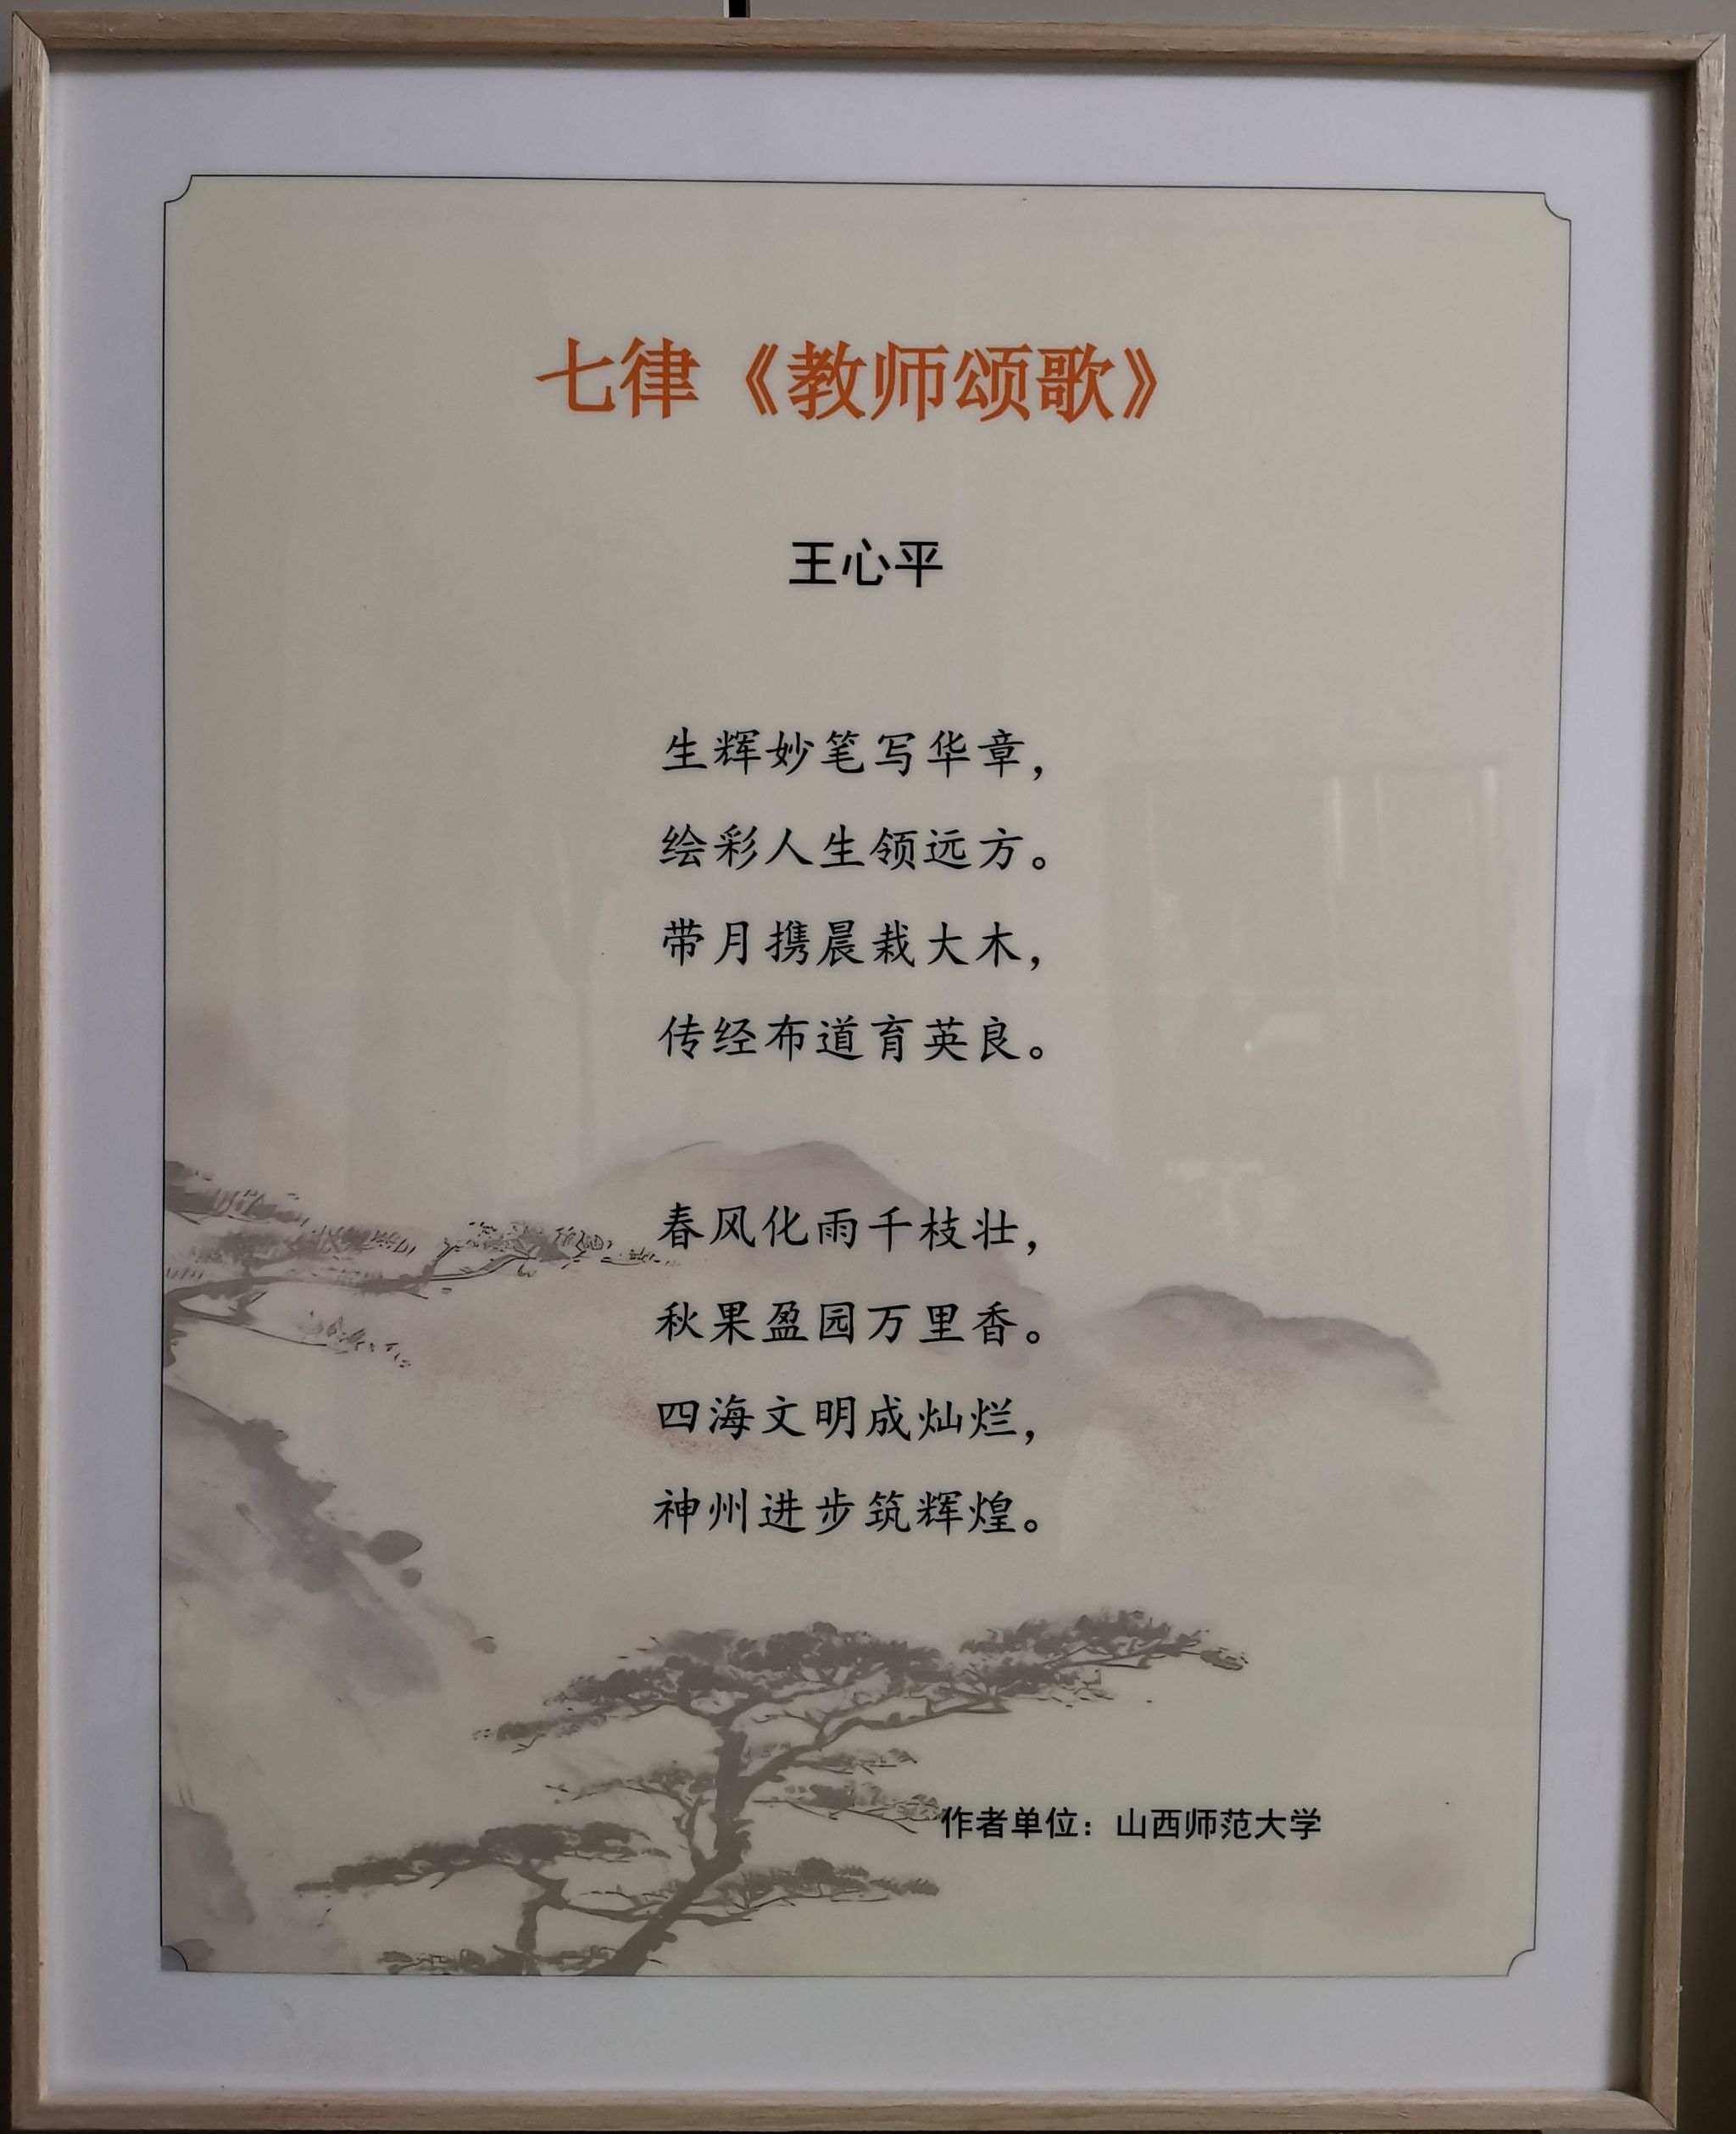 七律《教师颂歌》
王心平
生辉妙笔写华章，
绘彩人生领远方。
带月携晨栽大木，
传经布道育英良。
春风化雨千枝壮，
秋果盈园万里香。
四海文明成灿烂，
神州进步筑辉煌。
作者单位：山西师范大学